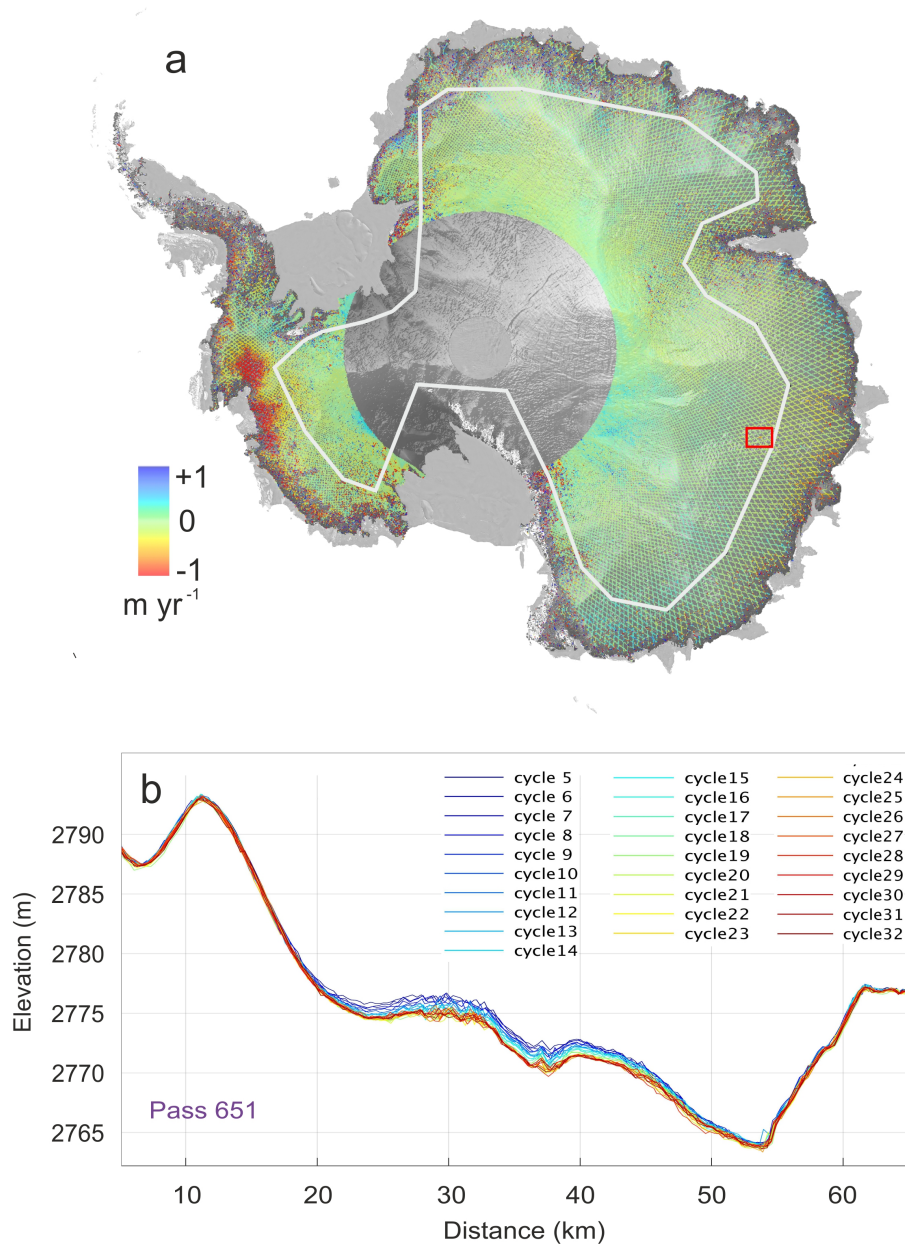 a
+1
0
-1
m yr⁻¹
b
cycle 5
cycle 6
cycle 7
cycle 8
cycle 9
cycle10
cycle11
cycle12
cycle13
cycle14
cycle15
cycle16
cycle17
cycle18
cycle19
cycle20
cycle21
cycle22
cycle23
cycle24
cycle25
cycle26
cycle27
cycle28
cycle29
cycle30
cycle31
cycle32
Elevation (m)
2790
2785
2780
2775
2770
2765
Pass 651
10 20 30 40 50 60
Distance (km)